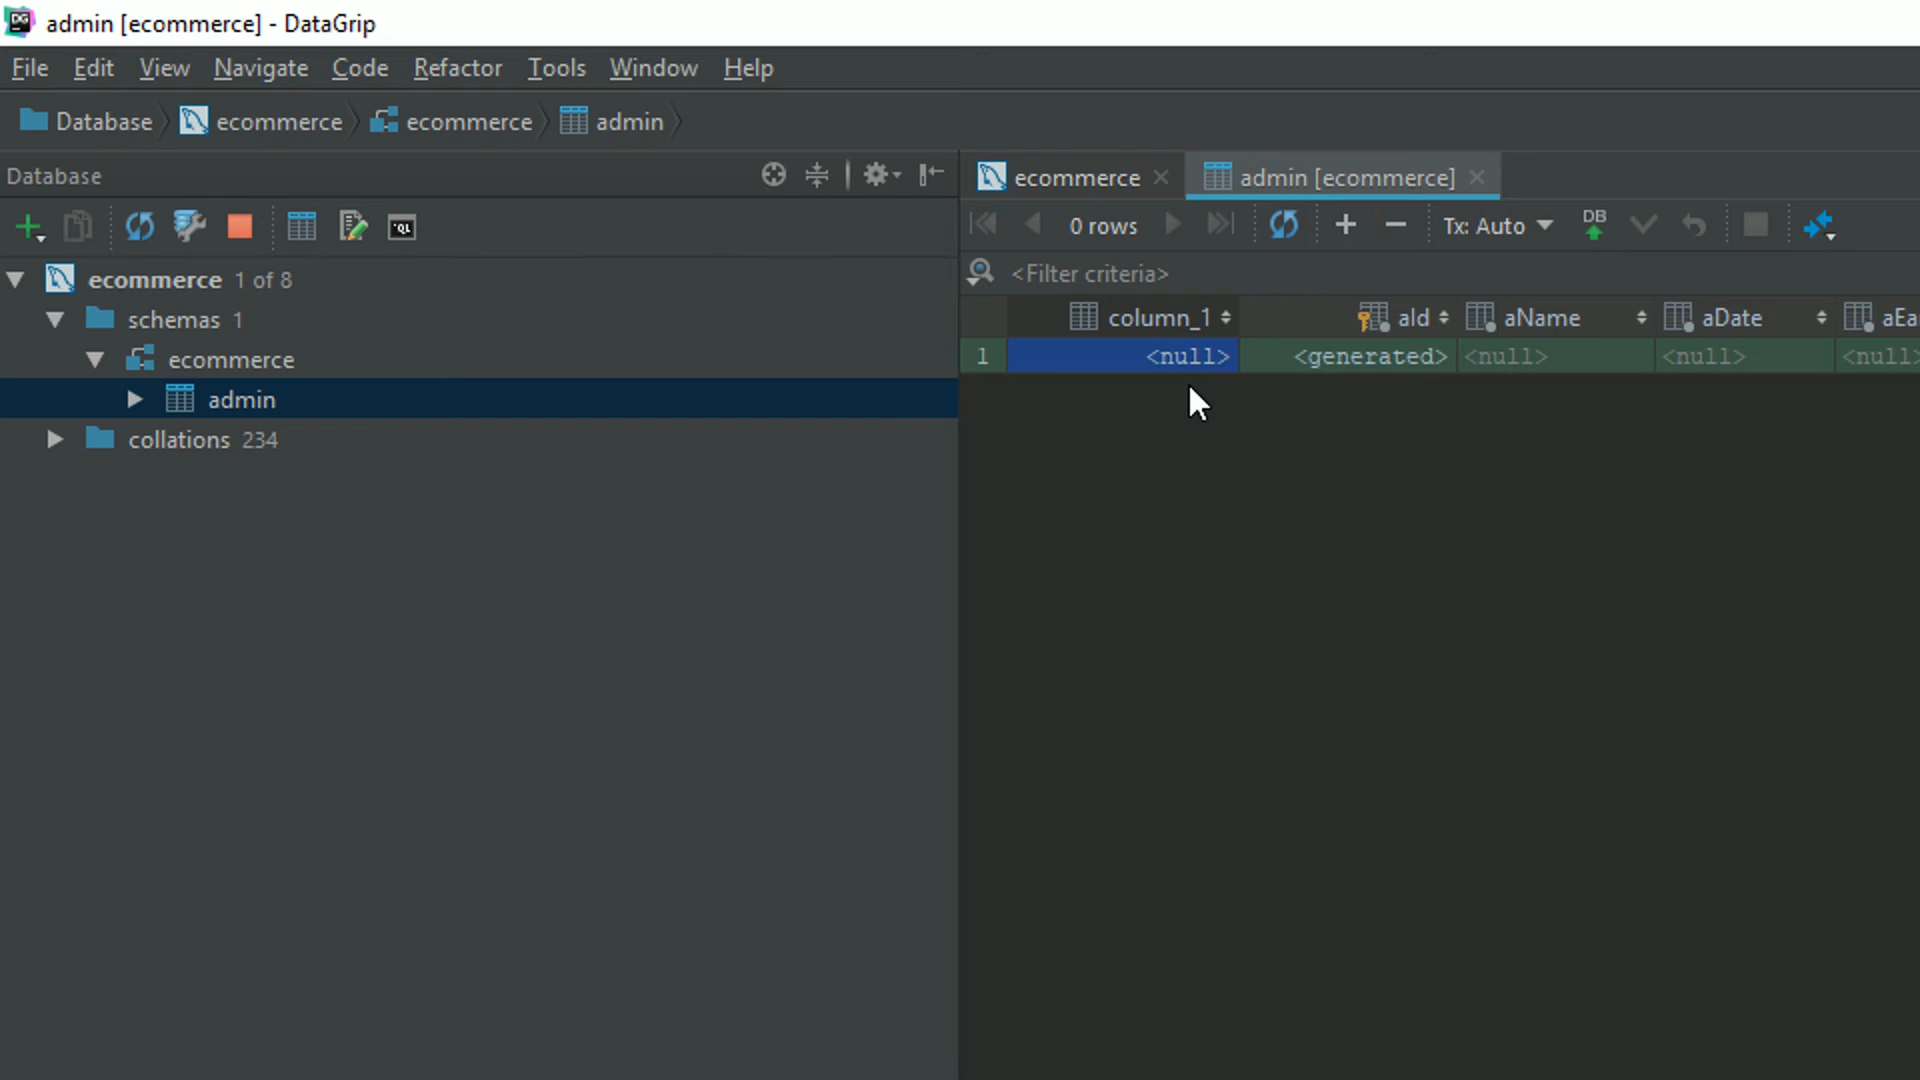 admin [ecommerce] - DataGrip
File Edit View Navigate Code Refactor Tools Window Help
Database ecommerce ecommerce admin
Database
ecommerce 1 of 8
schemas 1
ecommerce
admin
collations 234
ecommerce admin [ecommerce]
0 rows Tx: Auto DB
<Filter criteria>
column_1 aId aName aDate aEa
1 <null> <generated> <null> <null> <null>